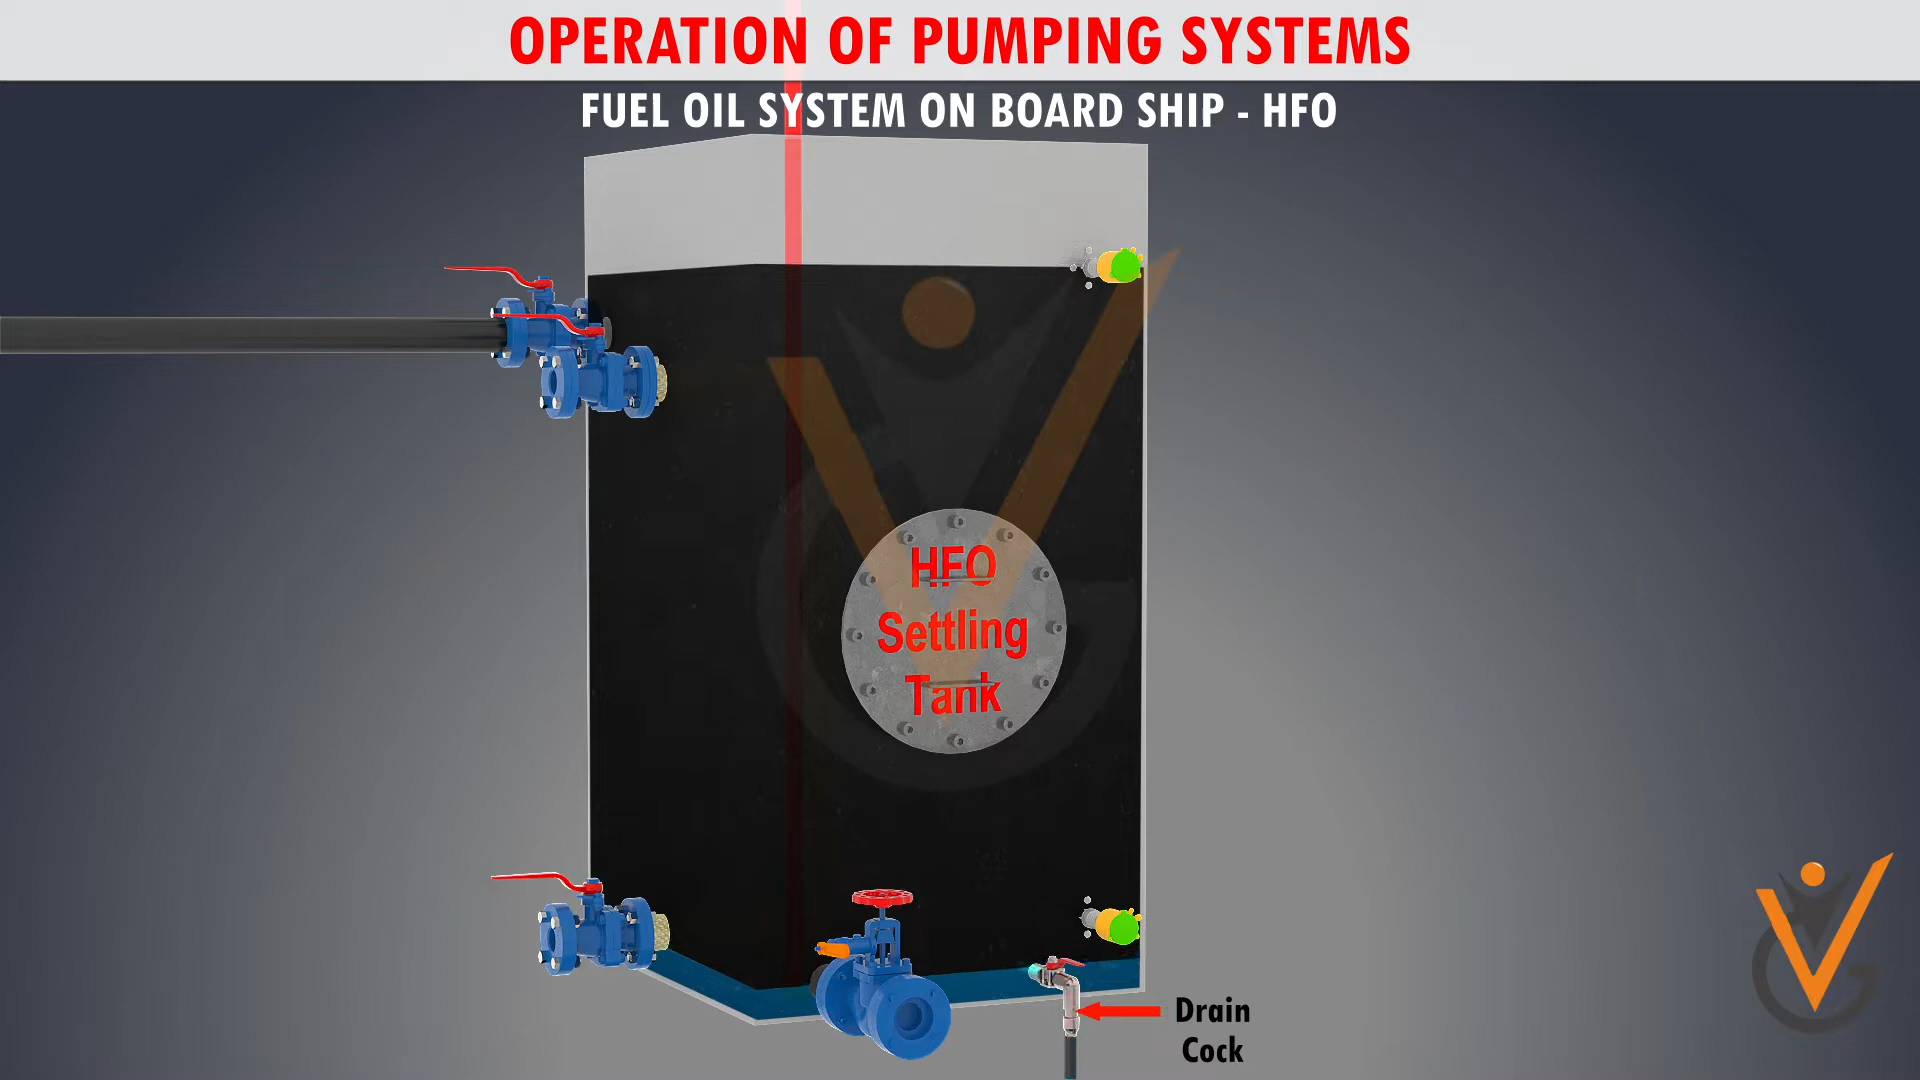 OPERATION OF PUMPING SYSTEMS
FUEL OIL SYSTEM ON BOARD SHIP - HFO
HFO
Settling
Tank
Drain
Cock